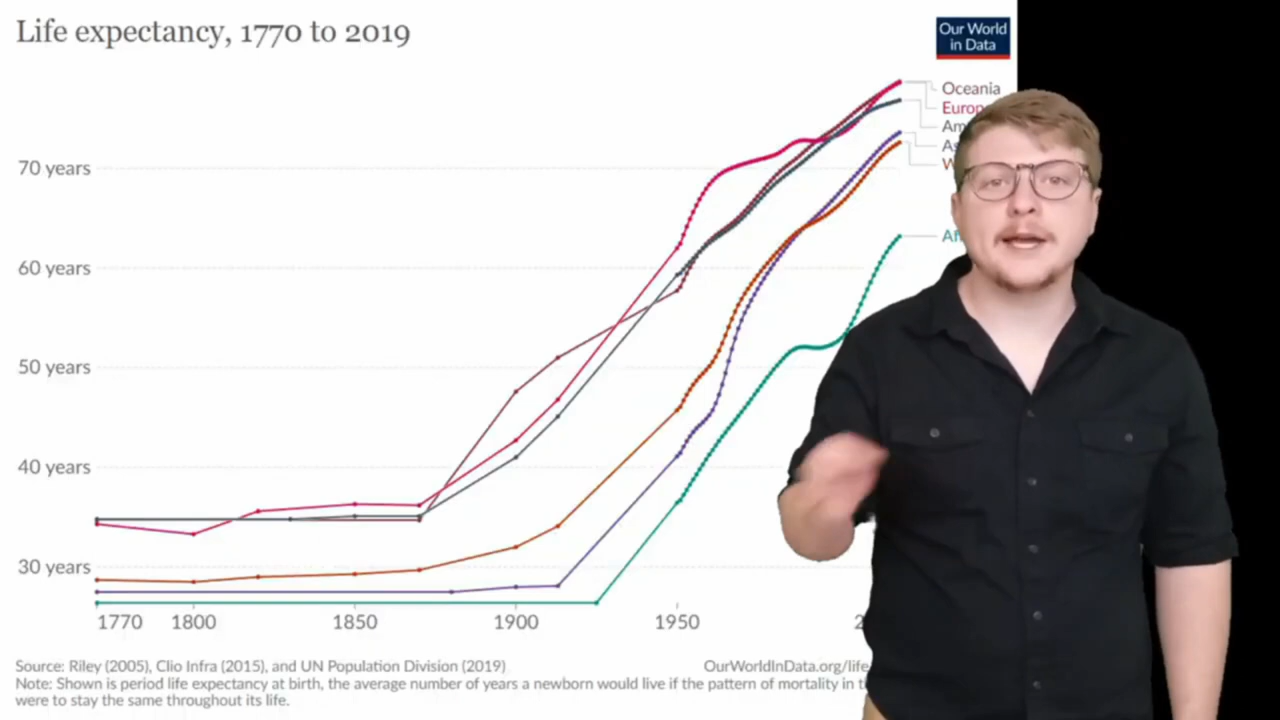 Life expectancy, 1770 to 2019
Our World
in Data
Oceania
70 years
60 years
50 years
40 years
30 years
1770 1800 1850 1900 1950
Source: Riley (2005), Clio Infra (2015), and UN Population Division (2019)
OurWorldInData.org/life
Note: Shown is period life expectancy at birth, the average number of years a newborn would live if the pattern of mortality in
were to stay the same throughout its life.